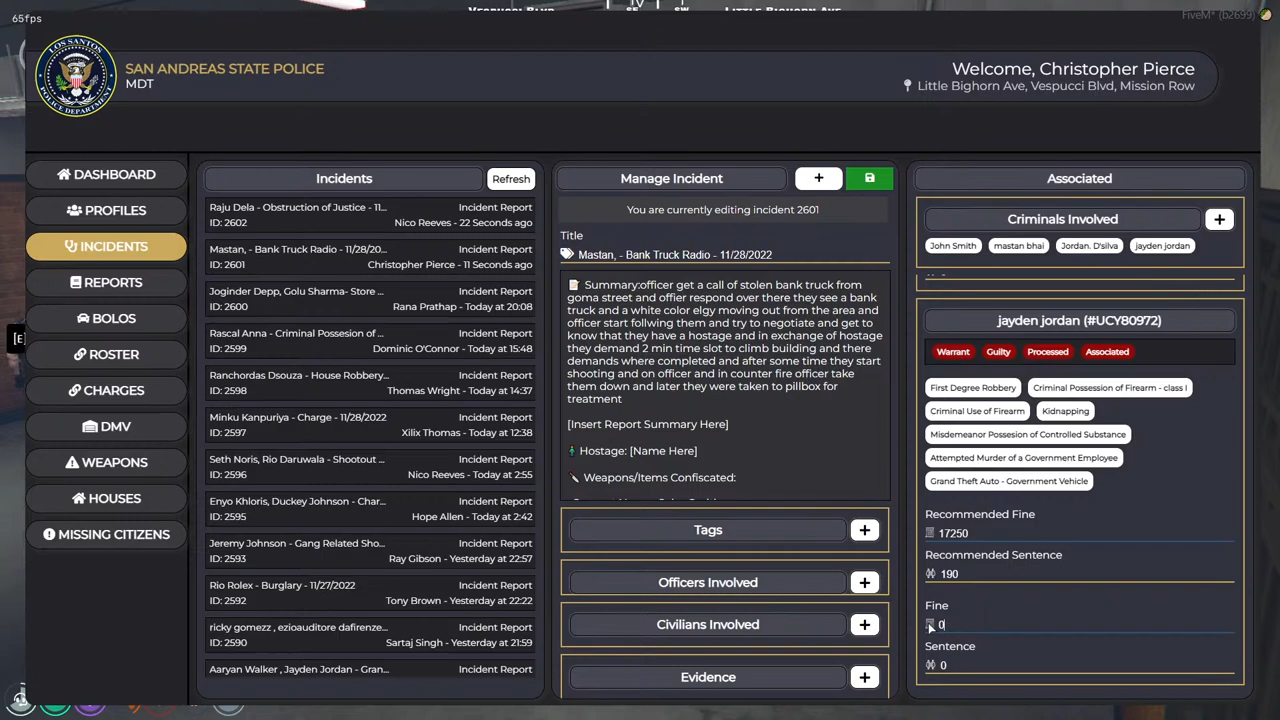 65fps
FiveM* (b2699)
LOS SANTOS
POLICE DEPARTMENT
SAN ANDREAS STATE POLICE
MDT
Welcome, Christopher Pierce
Little Bighorn Ave, Vespucci Blvd, Mission Row
DASHBOARD
PROFILES
INCIDENTS
REPORTS
BOLOS
ROSTER
CHARGES
DMV
WEAPONS
HOUSES
MISSING CITIZENS
[E]
Incidents
Refresh
Raju Dela - Obstruction of Justice - 11... Incident Report
ID: 2602 Nico Reeves - 22 Seconds ago
Mastan, - Bank Truck Radio - 11/28/20... Incident Report
ID: 2601 Christopher Pierce - 11 Seconds ago
Joginder Depp, Golu Sharma- Store ... Incident Report
ID: 2600 Rana Prathap - Today at 20:08
Rascal Anna - Criminal Possesion of ... Incident Report
ID: 2599 Dominic O'Connor - Today at 15:48
Ranchordas Dsouza - House Robbery... Incident Report
ID: 2598 Thomas Wright - Today at 14:37
Minku Kanpuriya - Charge - 11/28/2022 Incident Report
ID: 2597 Xilix Thomas - Today at 12:38
Seth Noris, Rio Daruwala - Shootout ... Incident Report
ID: 2596 Nico Reeves - Today at 2:55
Enyo Khloris, Duckey Johnson - Char... Incident Report
ID: 2595 Hope Allen - Today at 2:42
Jeremy Johnson - Gang Related Sho... Incident Report
ID: 2593 Ray Gibson - Yesterday at 22:57
Rio Rolex - Burglary - 11/27/2022 Incident Report
ID: 2592 Tony Brown - Yesterday at 22:22
ricky gomezz , ezioauditore dafirenze... Incident Report
ID: 2590 Sartaj Singh - Yesterday at 21:59
Aaryan Walker , Jayden Jordan - Gran... Incident Report
Manage Incident
+
You are currently editing incident 2601
Title
Mastan, - Bank Truck Radio - 11/28/2022
Summary:officer get a call of stolen bank truck from
goma street and offier respond over there they see a bank
truck and a white color elgy moving out from the area and
officer start follving them and try to negotiate and get to
know that they have a hostage and in exchange of hostage
they demand 2 min time slot to climb building and there
demands where completed and after some time they start
shooting and on officer and in counter fire officer take
them down and later they were taken to pillbox for
treatment
[Insert Report Summary Here]
Hostage: [Name Here]
Weapons/Items Confiscated:
Tags
+
Officers Involved
+
Civilians Involved
+
Evidence
+
Associated
Criminals Involved
+
John Smith mastan bhai Jordan. D'silva jayden jordan
jayden jordan (#UCY80972)
Warrant Guilty Processed Associated
First Degree Robbery Criminal Possession of Firearm - class I
Criminal Use of Firearm Kidnapping
Misdemeanor Possesion of Controlled Substance
Attempted Murder of a Government Employee
Grand Theft Auto - Government Vehicle
Recommended Fine
17250
Recommended Sentence
190
Fine
0
Sentence
0